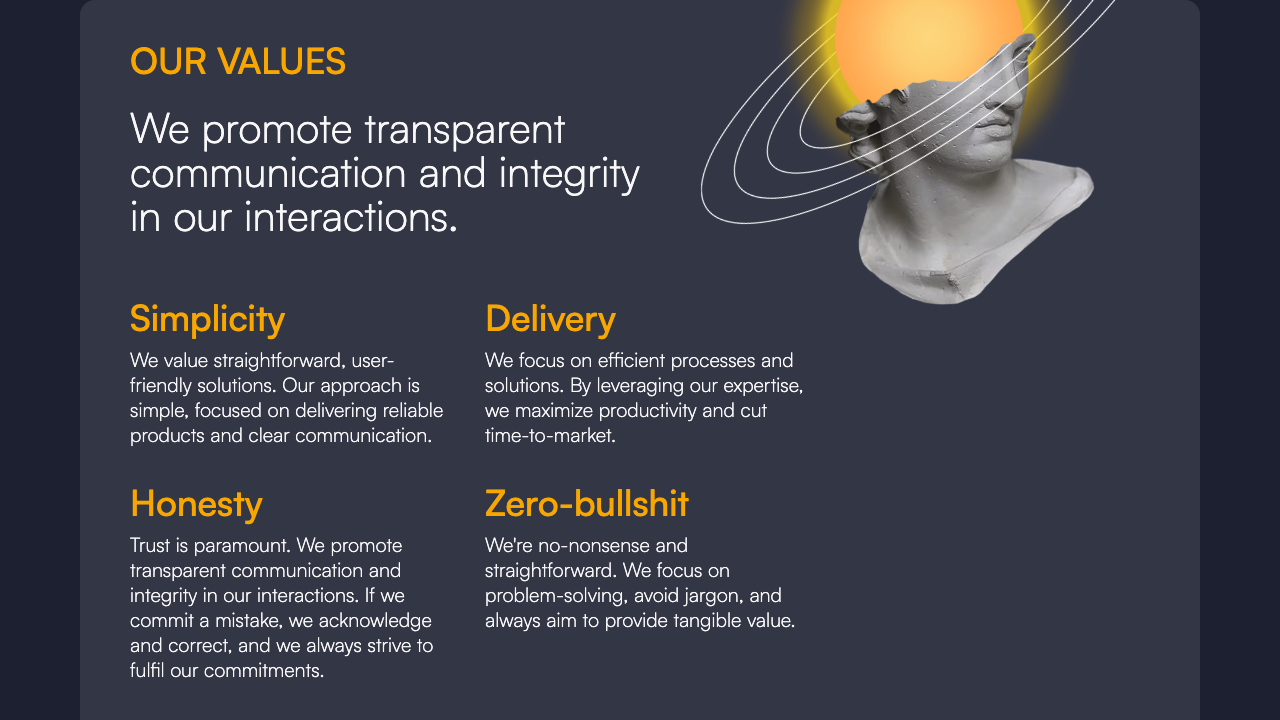 OUR VALUES
We promote transparent
communication and integrity
in our interactions.
Simplicity
We value straightforward, user-
friendly solutions. Our approach is
simple, focused on delivering reliable
products and clear communication.
Delivery
We focus on efficient processes and
solutions. By leveraging our expertise,
we maximize productivity and cut
time-to-market.
Honesty
Trust is paramount. We promote
transparent communication and
integrity in our interactions. If we
commit a mistake, we acknowledge
and correct, and we always strive to
fulfil our commitments.
Zero-bullshit
We're no-nonsense and
straightforward. We focus on
problem-solving, avoid jargon, and
always aim to provide tangible value.